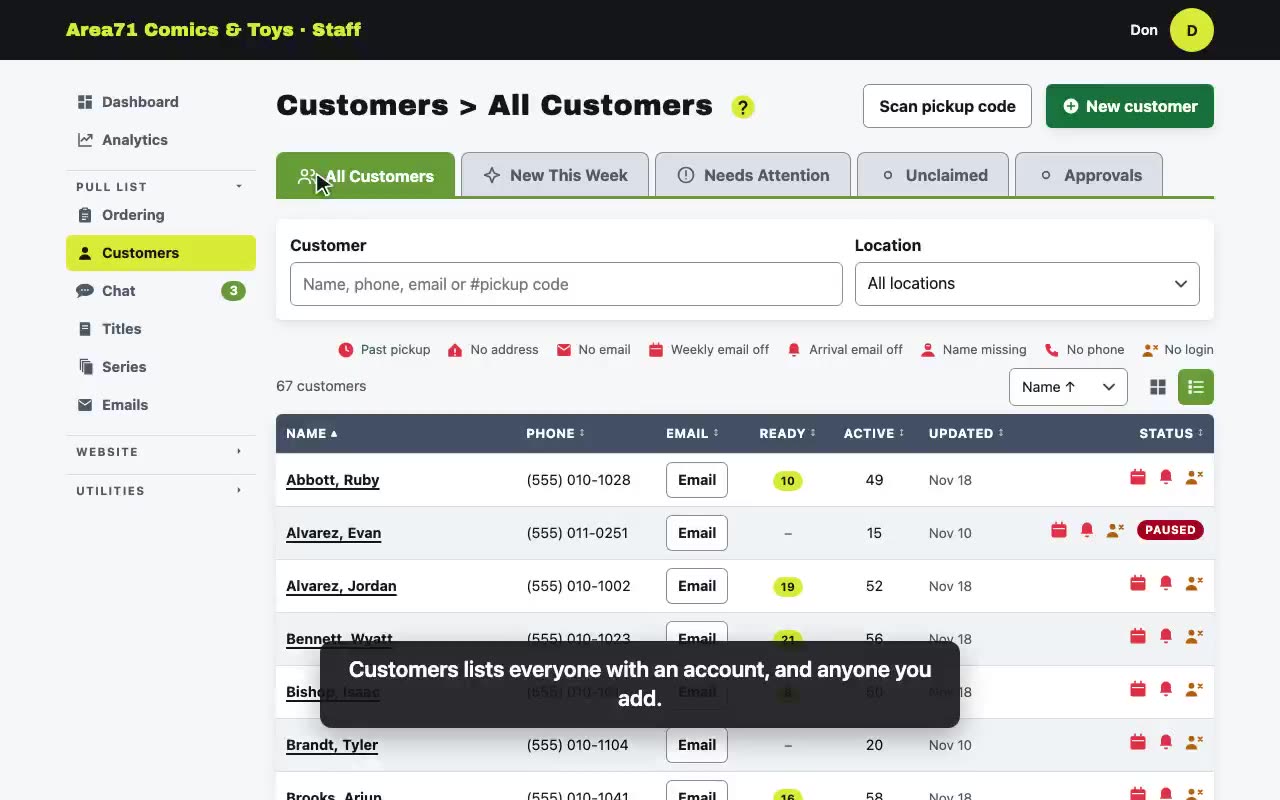 Area71 Comics & Toys · Staff
Don
D
Dashboard
Analytics
PULL LIST
Ordering
Customers
Chat
3
Titles
Series
Emails
WEBSITE
UTILITIES
Customers > All Customers
?
Scan pickup code
New customer
All Customers
New This Week
Needs Attention
Unclaimed
Approvals
Customer
Name, phone, email or #pickup code
Location
All locations
Past pickup
No address
No email
Weekly email off
Arrival email off
Name missing
No phone
No login
67 customers
Name ↑
NAME PHONE EMAIL READY ACTIVE UPDATED STATUS
Abbott, Ruby (555) 010-1028 Email 10 49 Nov 18
Alvarez, Evan (555) 011-0251 Email – 15 Nov 10 PAUSED
Alvarez, Jordan (555) 010-1002 Email 19 52 Nov 18
Bennett, Wyatt (555) 010-1023 Email 21 56 Nov 18
Bishop, Isaac Email 18
Customers lists everyone with an account, and anyone you
add.
Brandt, Tyler (555) 010-1104 Email – 20 Nov 10
Brooks, Arjun (555) 010-1041 Email 16 58 Nov 18